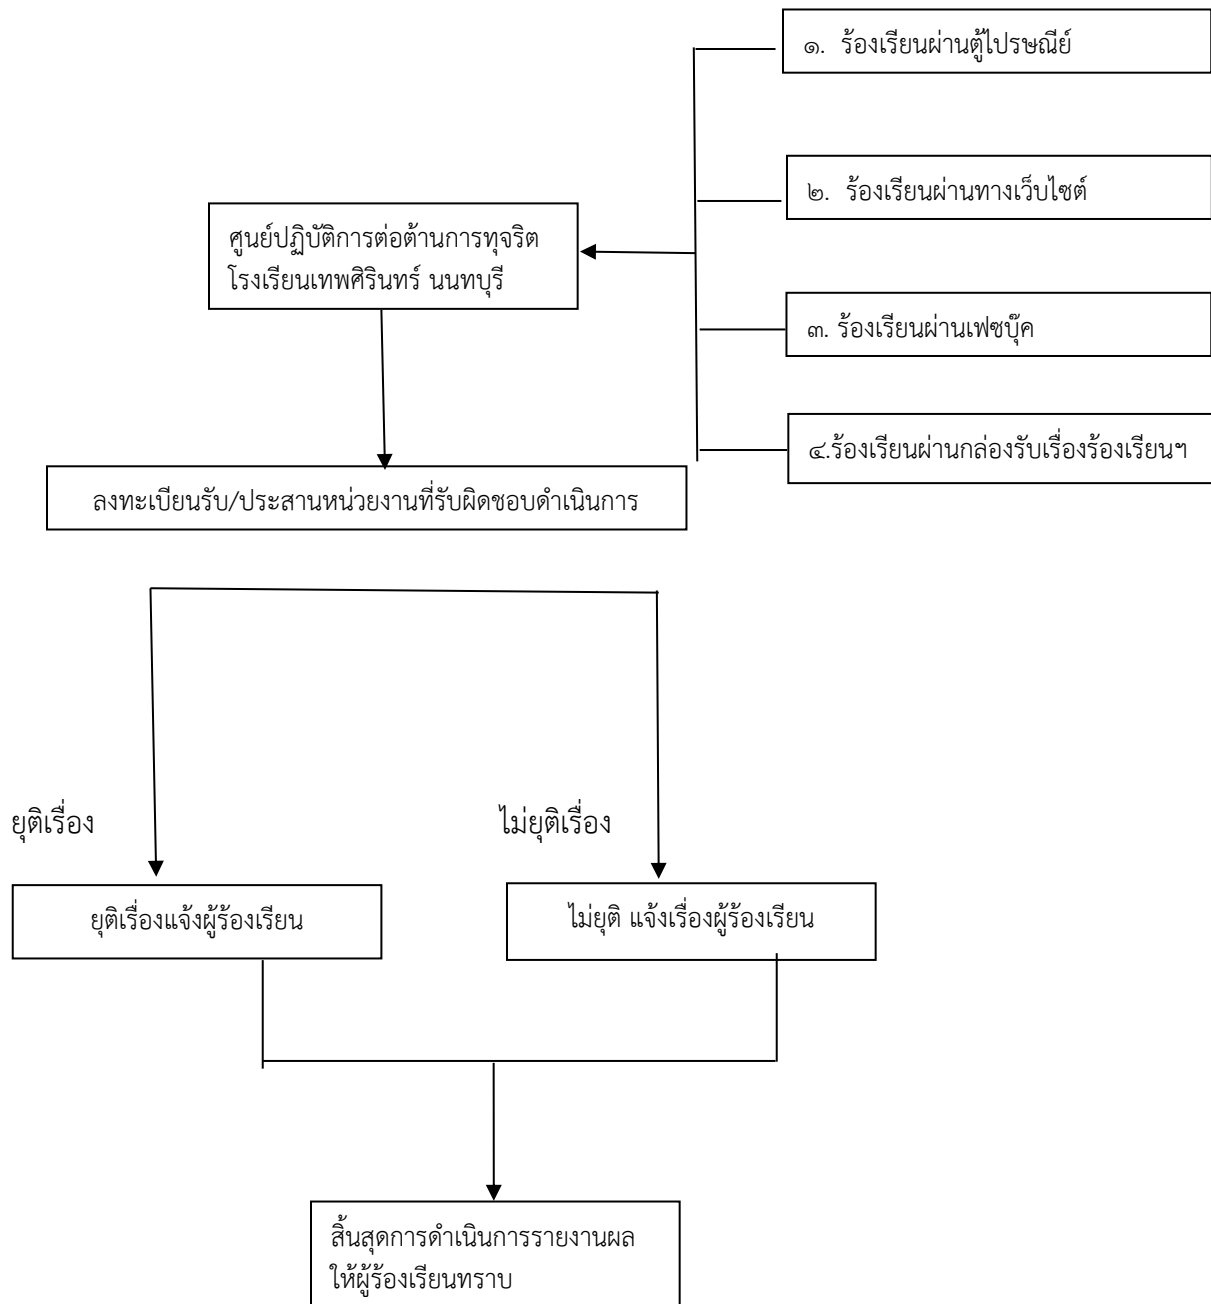 ๑. ร้องเรียนผ่านตู้ไปรษณีย์
๒. ร้องเรียนผ่านทางเว็บไซต์
ศูนย์ปฏิบัติการต่อต้านการทุจริต
โรงเรียนเทพศิรินทร์ นนทบุรี
๓. ร้องเรียนผ่านเฟซบุ๊ค
๔.ร้องเรียนผ่านกล่องรับเรื่องร้องเรียนฯ
ลงทะเบียนรับ/ประสานหน่วยงานที่รับผิดชอบดำเนินการ
ยุติเรื่อง
ไม่ยุติเรื่อง
ยุติเรื่องแจ้งผู้ร้องเรียน
ไม่ยุติ แจ้งเรื่องผู้ร้องเรียน
สิ้นสุดการดำเนินการรายงานผล
ให้ผู้ร้องเรียนทราบ